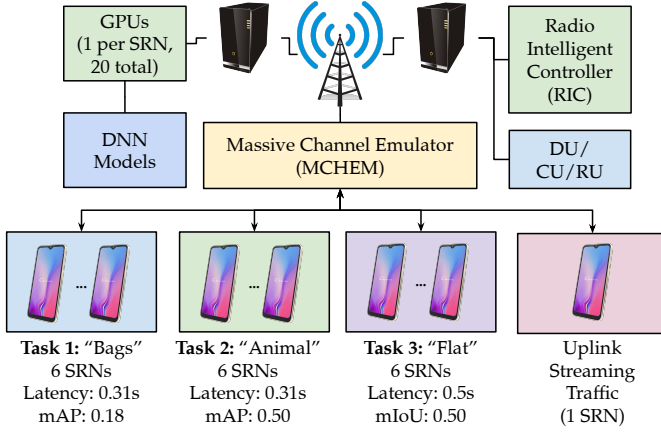 GPUs
(1 per SRN,
20 total)
Radio
Intelligent
Controller
(RIC)
DNN
Models
Massive Channel Emulator
(MCHEM)
DU/
CU/RU
...
...
...
Task 1: “Bags”
6 SRNs
Latency: 0.31s
mAP: 0.18
Task 2: “Animal”
6 SRNs
Latency: 0.31s
mAP: 0.50
Task 3: “Flat”
6 SRNs
Latency: 0.5s
mIoU: 0.50
Uplink
Streaming
Traffic
(1 SRN)